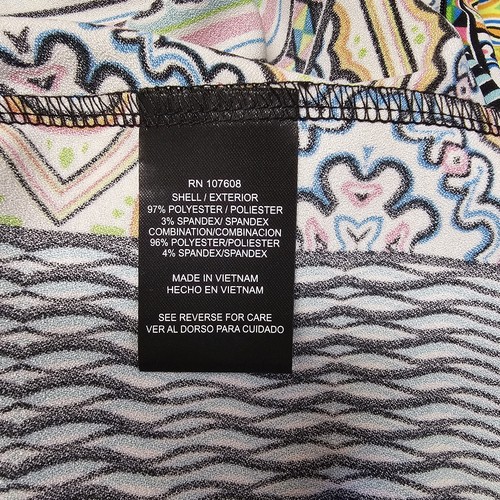 RN 107608
SHELL / EXTERIOR
97% POLYESTER / POLIESTER
3% SPANDEX/ SPANDEX
COMBINATION/COMBINACION
96% POLYESTER/POLIESTER
4% SPANDEX/SPANDEX
MADE IN VIETNAM
HECHO EN VIETNAM
SEE REVERSE FOR CARE
VER AL DORSO PARA CUIDADO